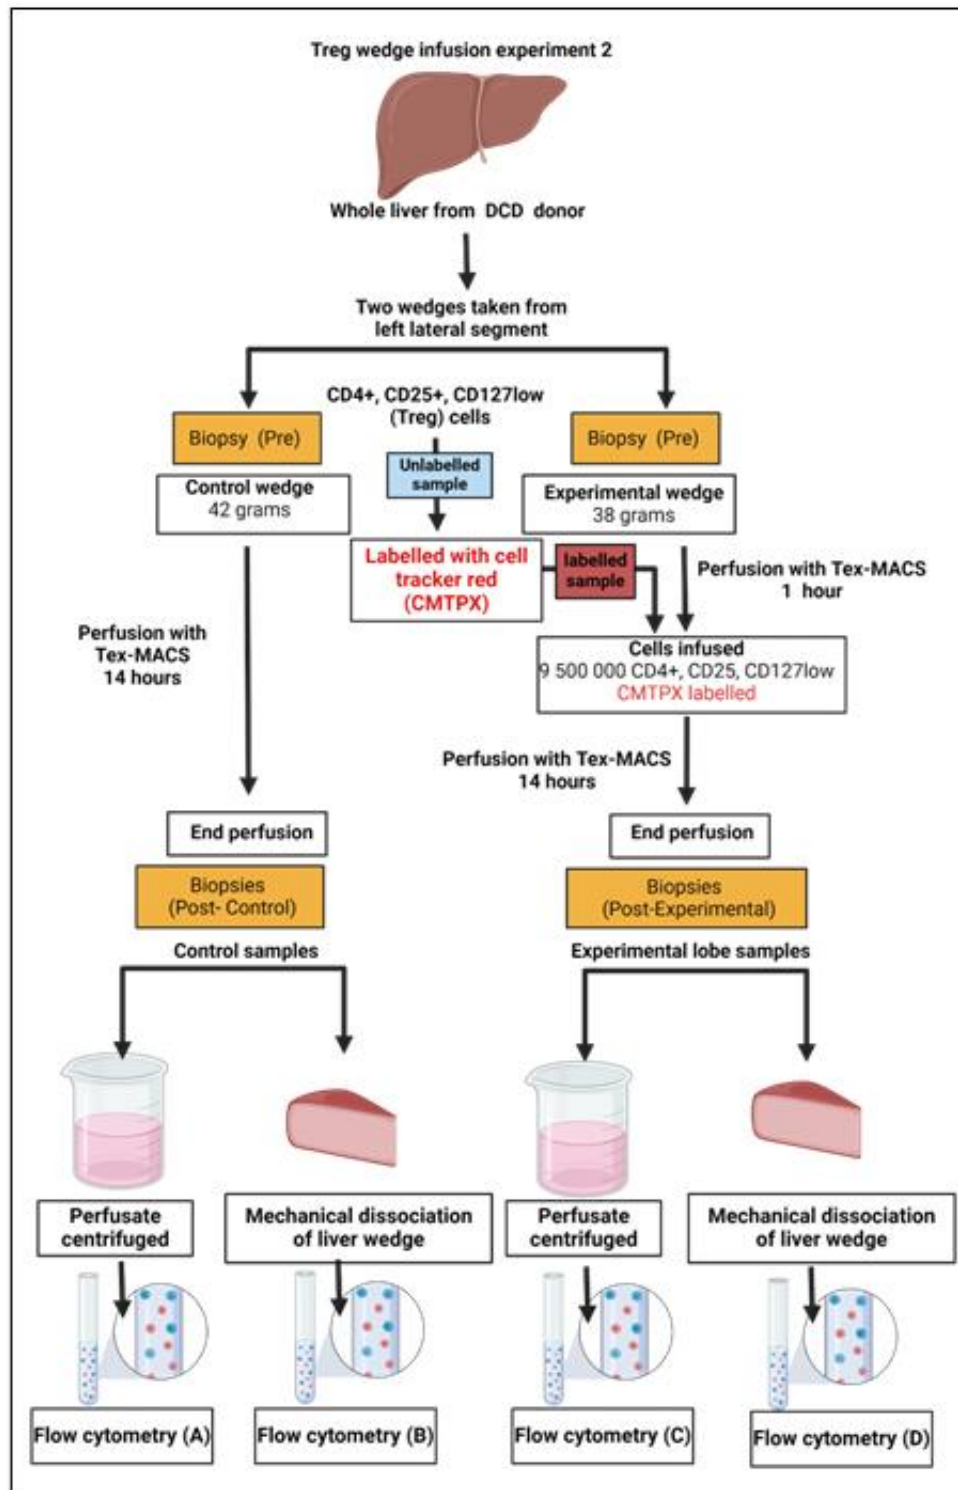 Treg wedge infusion experiment 2
Whole liver from DCD donor
Two wedges taken from
left lateral segment
CD4+, CD25+, CD127low
(Treg) cells
Biopsy (Pre)
Biopsy (Pre)
Unlabelled
sample
Control wedge
42 grams
Experimental wedge
38 grams
Labelled with cell
tracker red
(CMTPX)
labelled
sample
Perfusion with Tex-MACS
1 hour
Perfusion with
Tex-MACS
14 hours
Cells infused
9 500 000 CD4+, CD25, CD127low
CMTPX labelled
Perfusion with Tex-MACS
14 hours
End perfusion
End perfusion
Biopsies
(Post- Control)
Biopsies
(Post-Experimental)
Control samples
Experimental lobe samples
Perfusate
centrifuged
Mechanical dissociation
of liver wedge
Perfusate
centrifuged
Mechanical dissociation
of liver wedge
Flow cytometry (A)
Flow cytometry (B)
Flow cytometry (C)
Flow cytometry (D)